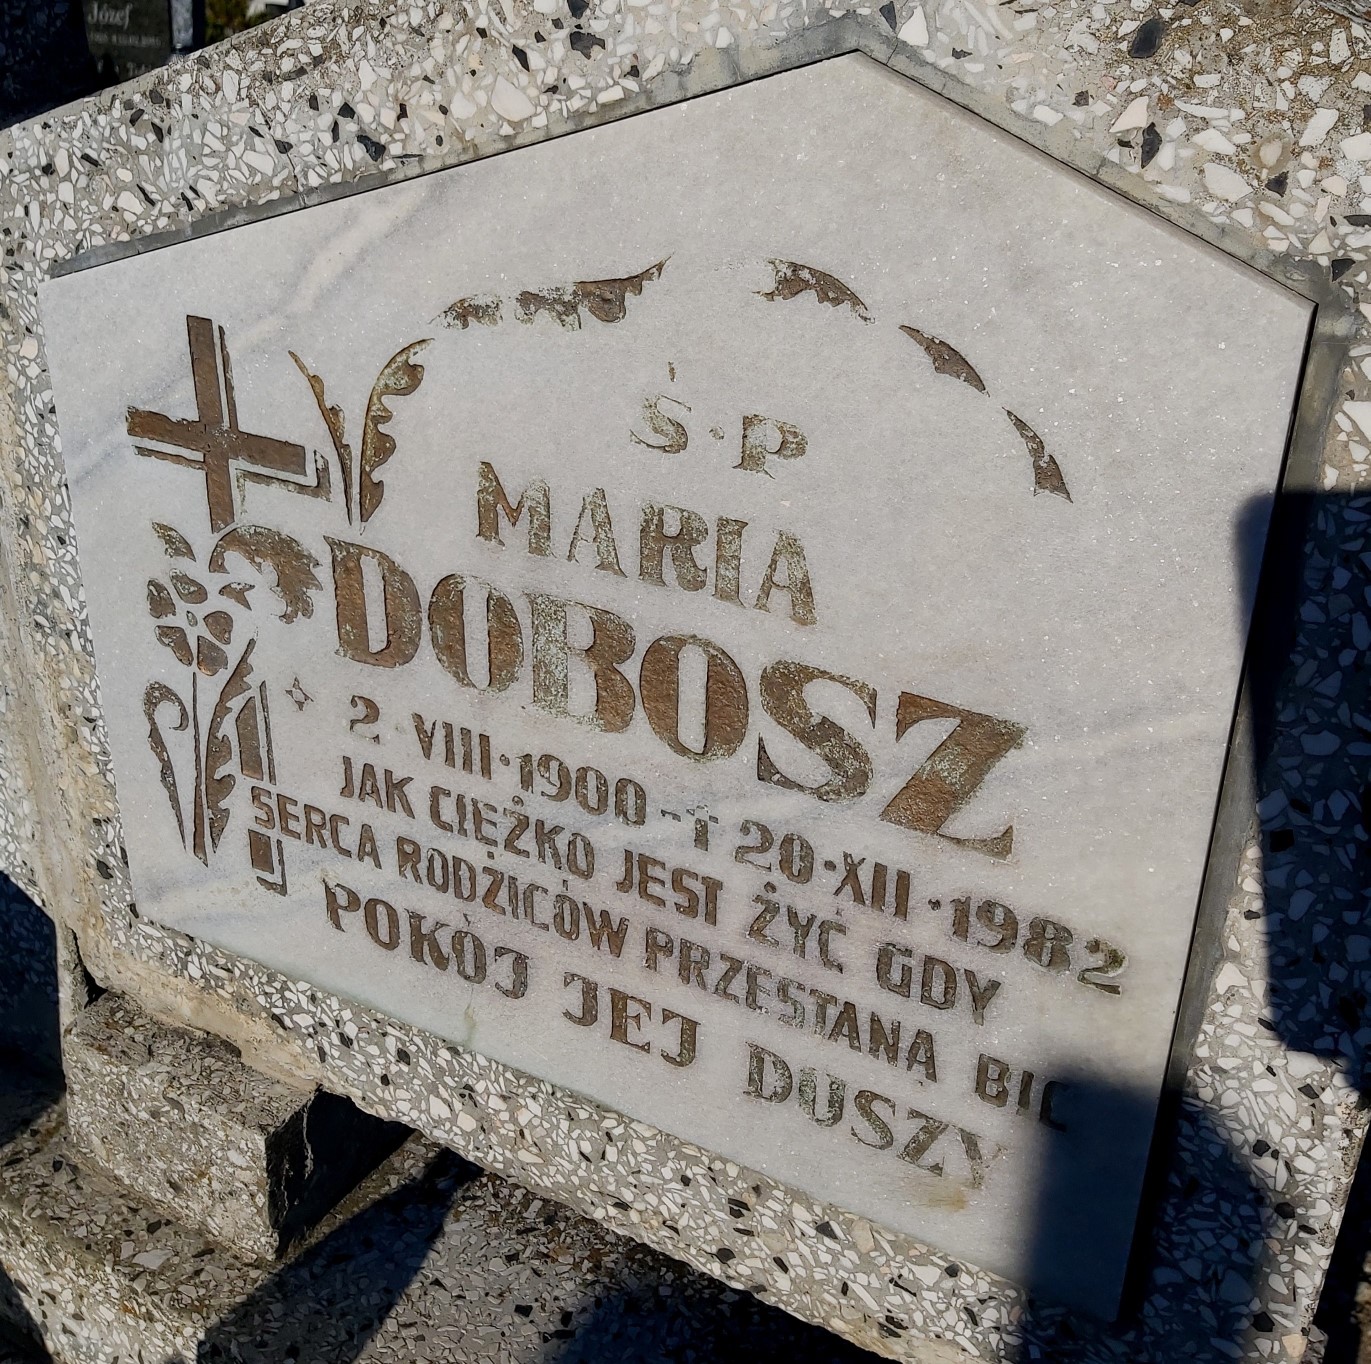 Józef
Ś·P
MARIA
DOBOSZ
2·VIII·1900 - † 20·XII·1982
JAK CIĘŻKO JEST ŻYĆ GDY
SERCA RODZICÓW PRZESTANĄ BIĆ
POKÓJ JEJ DUSZY